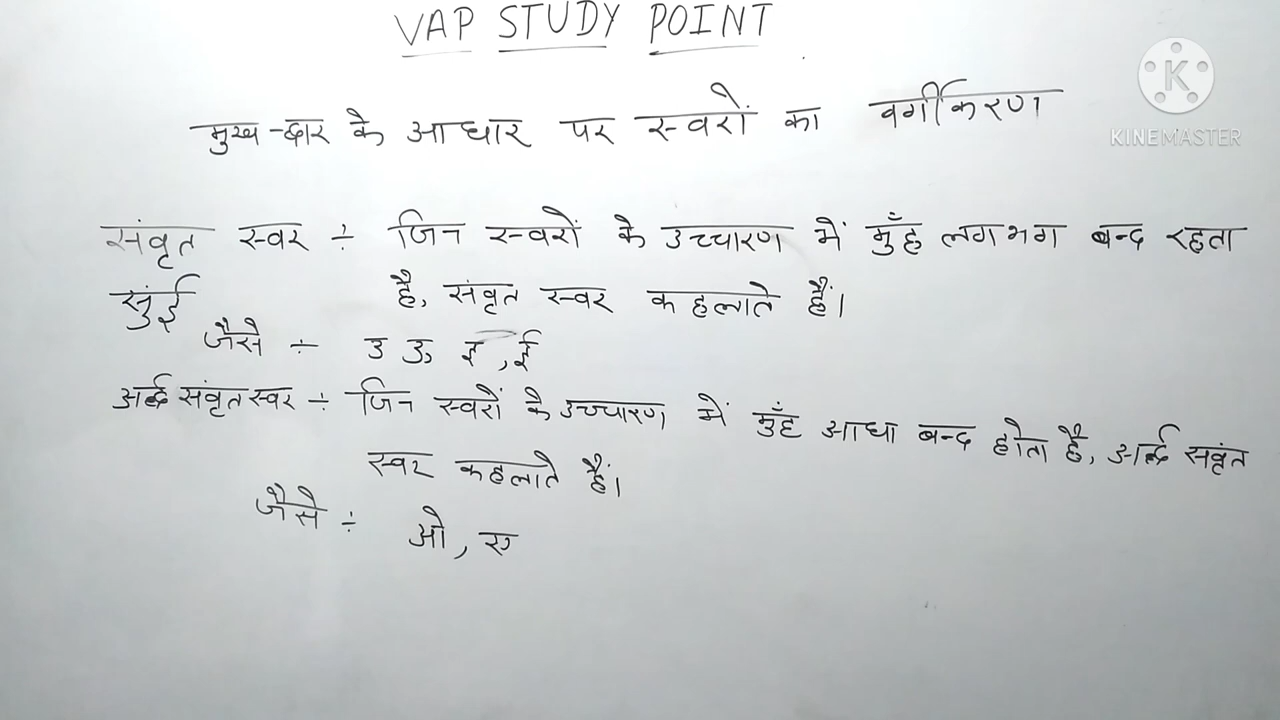 VAP STUDY POINT
K
KINEMASTER
मुख-द्वार के आधार पर स्वरों का वर्गीकरण
संवृत स्वर ÷ जिन स्वरों के उच्चारण में मुँह लगभग बन्द रहता
सुंई है, संवृत स्वर कहलाते हैं।
जैसे ÷ उ ऊ, इ, ई
अर्द्ध संवृत स्वर ÷ जिन स्वरों के उच्चारण में मुँह आधा बन्द होता है, अर्द्ध संवृत
स्वर कहलाते हैं।
जैसे ÷ ओ, ए